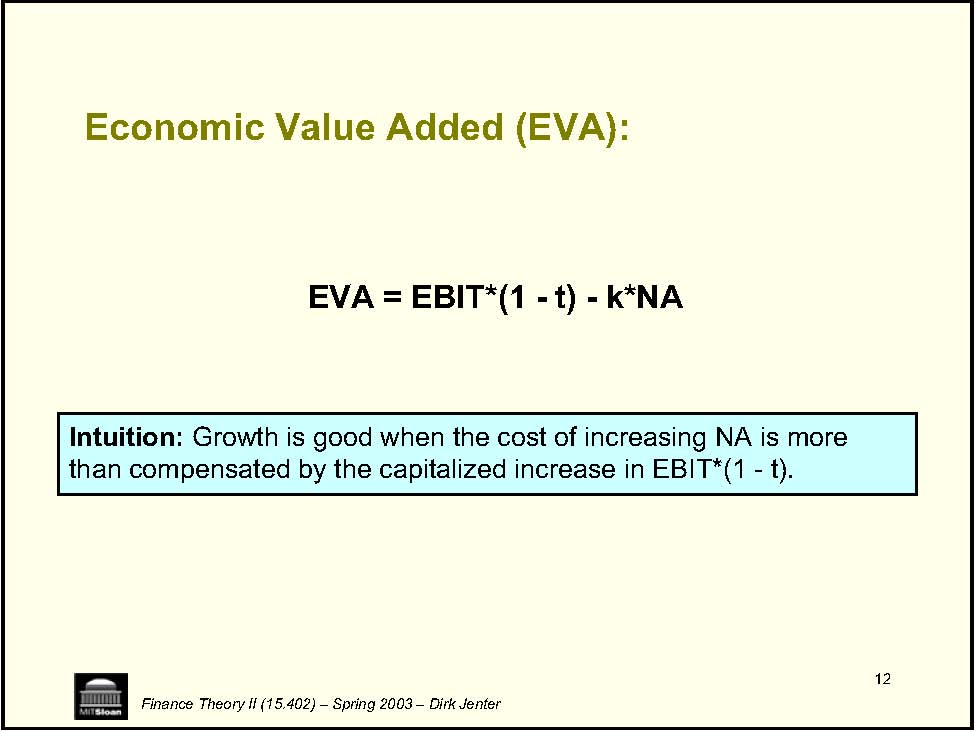 Economic Value Added (EVA):
EVA = EBIT*(1 - t) - k*NA
Intuition: Growth is good when the cost of increasing NA is more
than compensated by the capitalized increase in EBIT*(1 - t).
12
MITSloan
Finance Theory II (15.402) – Spring 2003 – Dirk Jenter